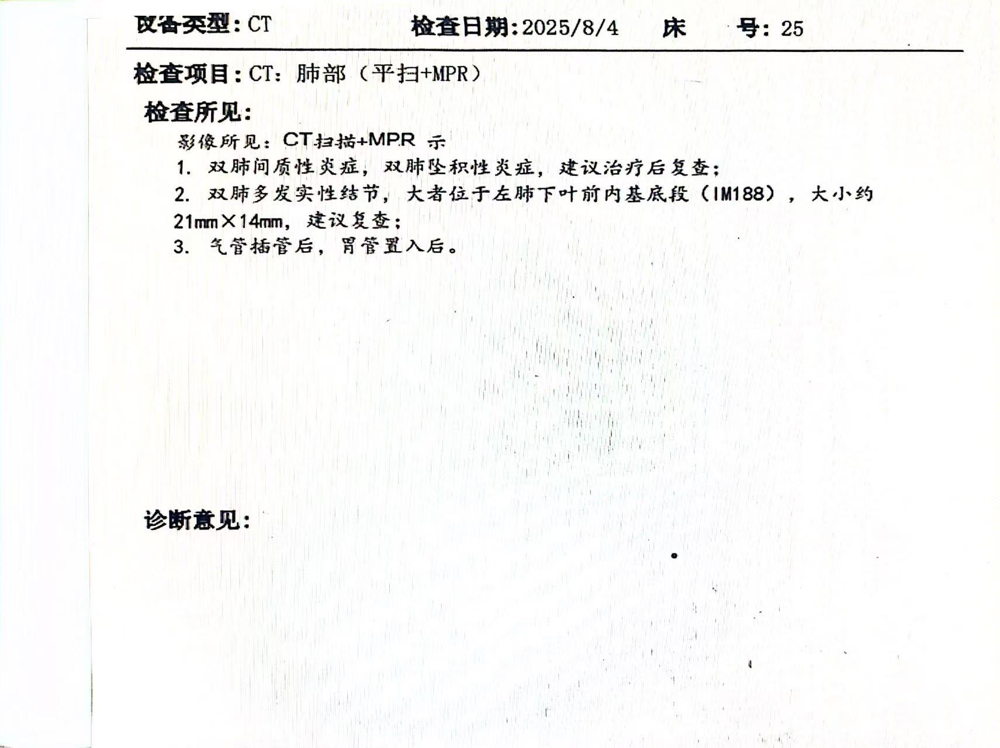 设备类型：CT 检查日期：2025/8/4 床 号：25
检查项目：CT：肺部（平扫+MPR）
检查所见：
影像所见：CT扫描+MPR 示
1. 双肺间质性炎症，双肺坠积性炎症，建议治疗后复查；
2. 双肺多发实性结节，大者位于左肺下叶前内基底段（IM188），大小约
21mm×14mm，建议复查；
3. 气管插管后，胃管置入后。
诊断意见：